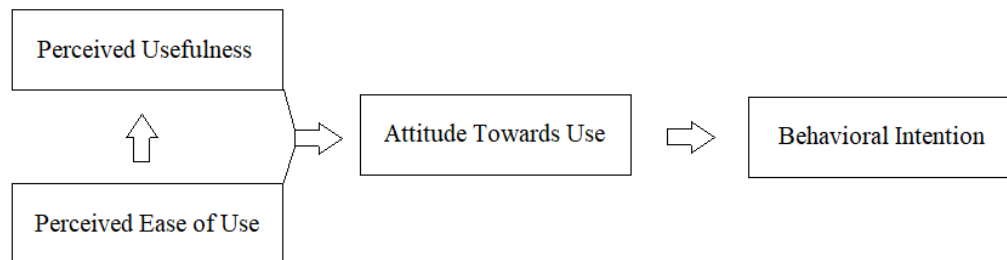 Perceived Usefulness
Attitude Towards Use
Behavioral Intention
Perceived Ease of Use